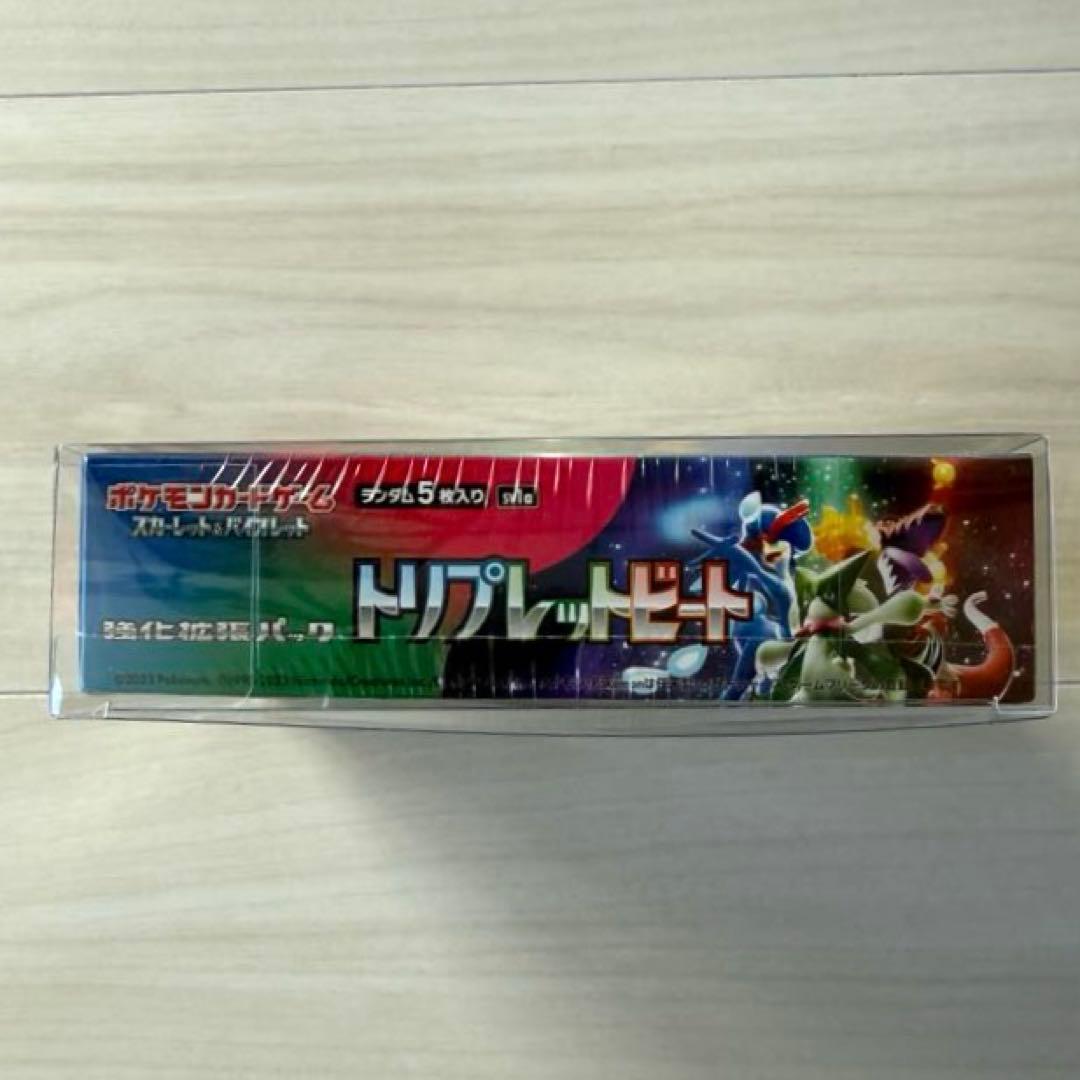 ポケモンカードゲーム
スカーレット&バイオレット
ランダム5枚入り SV1a
強化拡張パック
トリプレットビート
©2023 Pokémon.